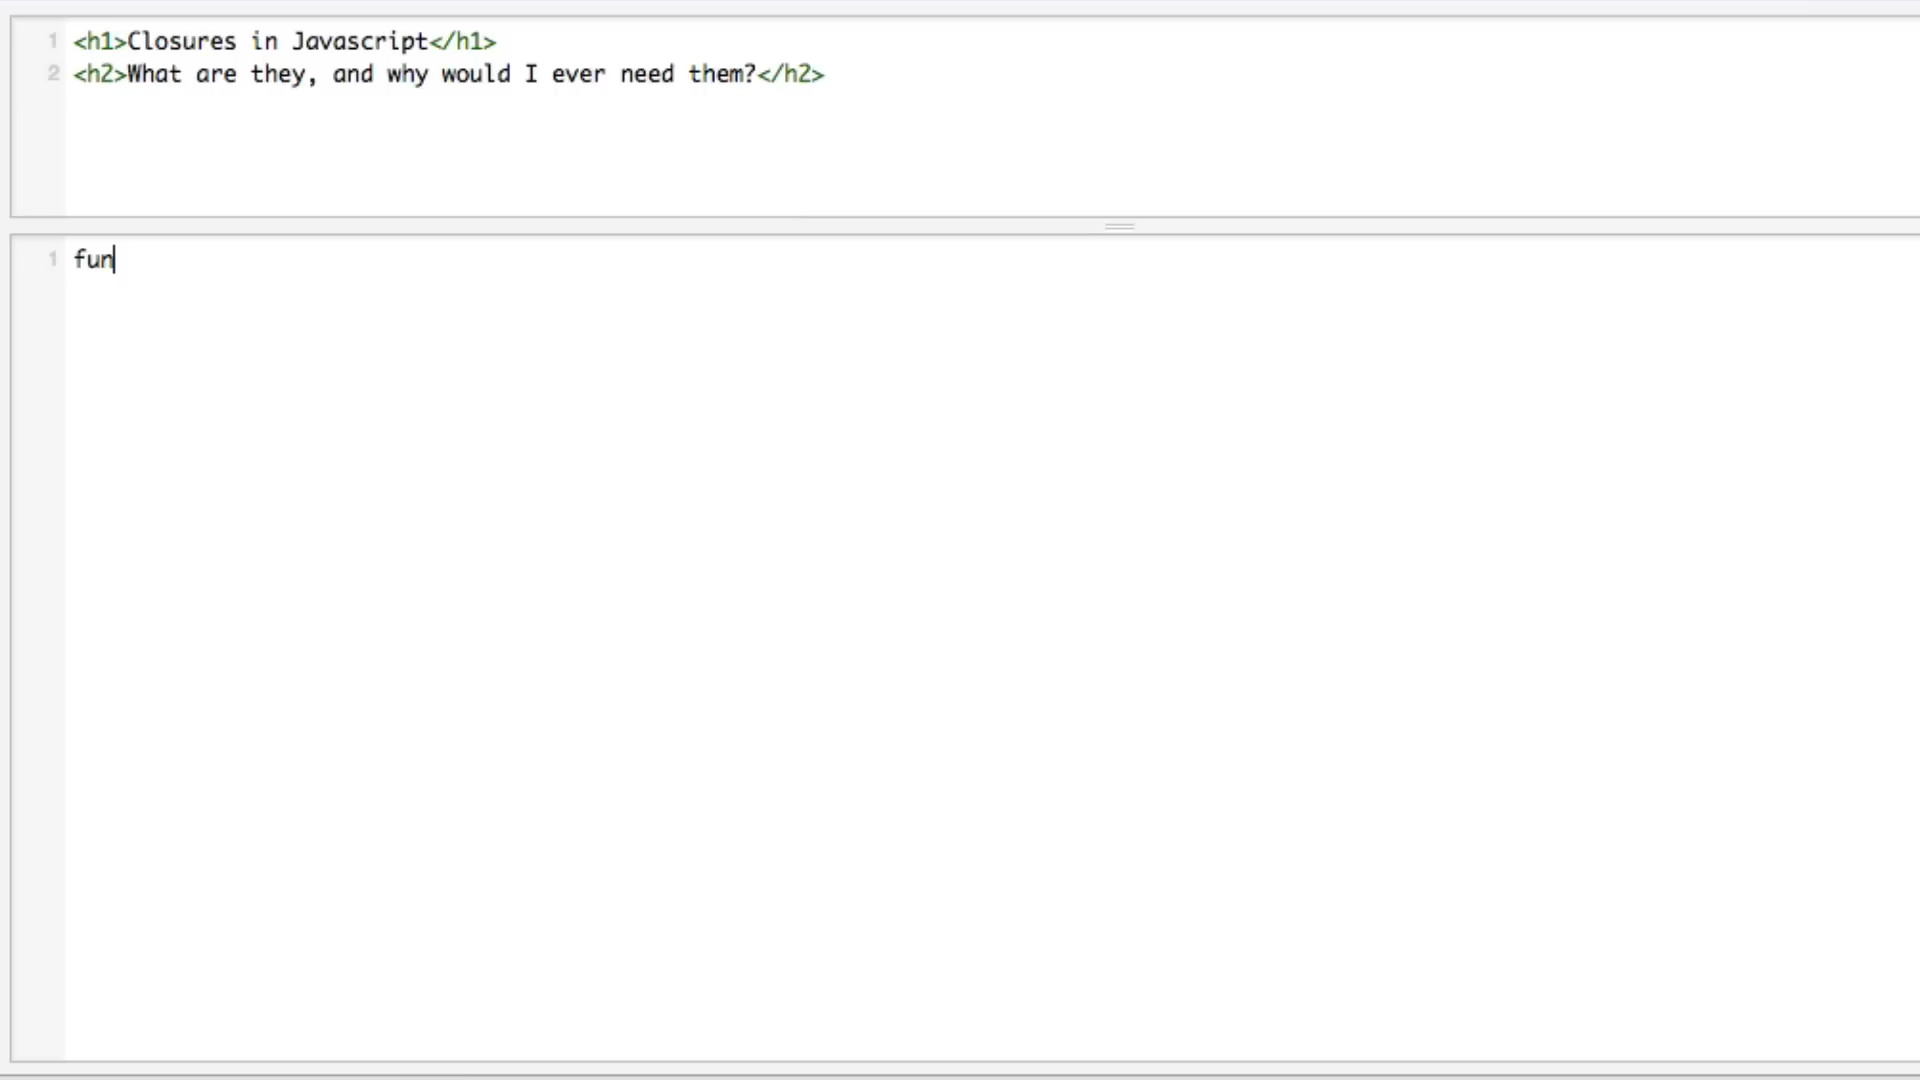 1 <h1>Closures in Javascript</h1>
2 <h2>What are they, and why would I ever need them?</h2>
1 fun